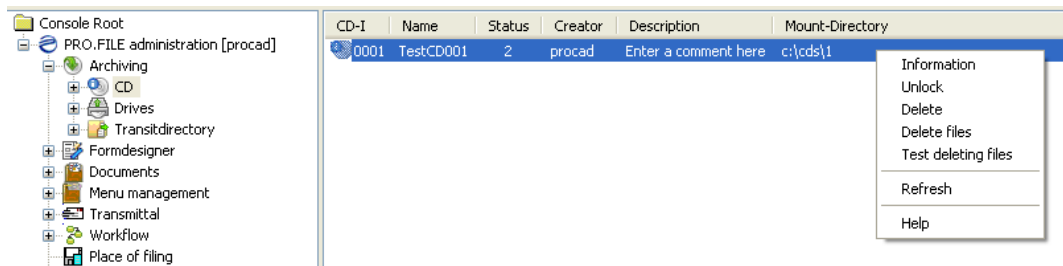 Console Root
PRO.FILE administration [procad]
Archiving
CD
Drives
Transitdirectory
Formdesigner
Documents
Menu management
Transmittal
Workflow
Place of filing
CD-I Name Status Creator Description Mount-Directory
0001 TestCD001 2 procad Enter a comment here c:\cds\1
Information
Unlock
Delete
Delete files
Test deleting files
Refresh
Help